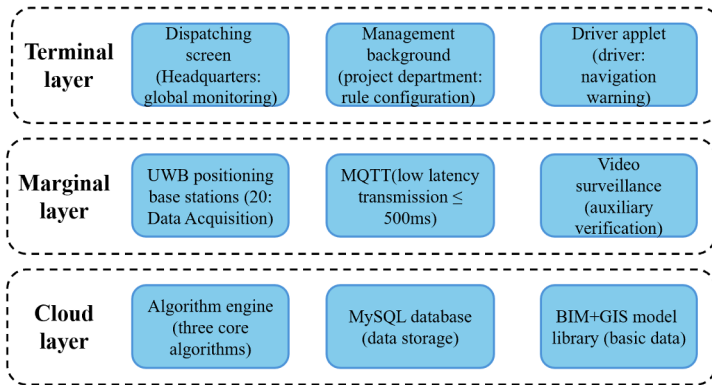 Terminal
layer
Dispatching
screen
(Headquarters:
global monitoring)
Management
background
(project department:
rule configuration)
Driver applet
(driver:
navigation
warning)
Marginal
layer
UWB positioning
base stations (20:
Data Acquisition)
MQTT(low latency
transmission ≤
500ms)
Video
surveillance
(auxiliary
verification)
Cloud
layer
Algorithm engine
(three core
algorithms)
MySQL database
(data storage)
BIM+GIS model
library (basic data)